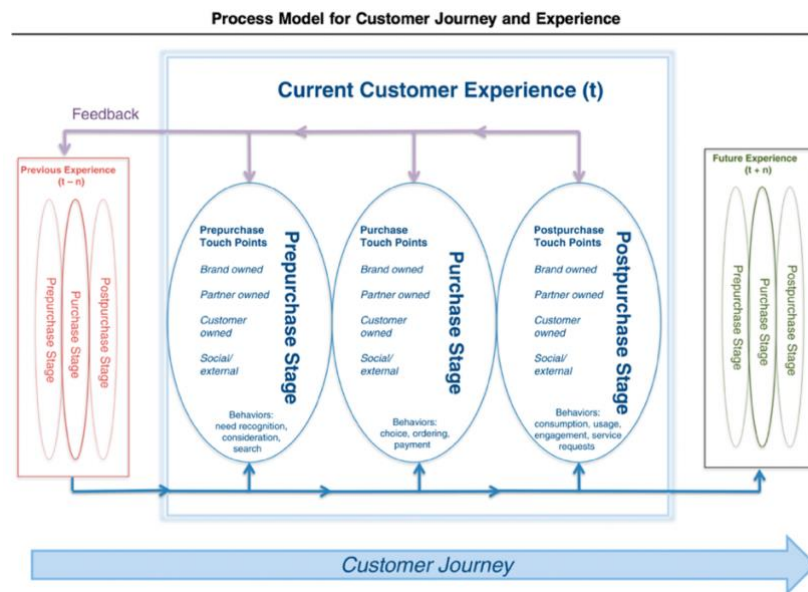 Process Model for Customer Journey and Experience
Current Customer Experience (t)
Feedback
Previous Experience
(t – n)
Prepurchase Stage
Purchase Stage
Postpurchase Stage
Prepurchase
Touch Points
Brand owned
Partner owned
Customer
owned
Social/
external
Prepurchase Stage
Behaviors:
need recognition,
consideration,
search
Purchase
Touch Points
Brand owned
Partner owned
Customer
owned
Social/
external
Purchase Stage
Behaviors:
choice, ordering,
payment
Postpurchase
Touch Points
Brand owned
Partner owned
Customer
owned
Social/
external
Postpurchase Stage
Behaviors:
consumption, usage,
engagement, service
requests
Future Experience
(t + n)
Prepurchase Stage
Purchase Stage
Postpurchase Stage
Customer Journey